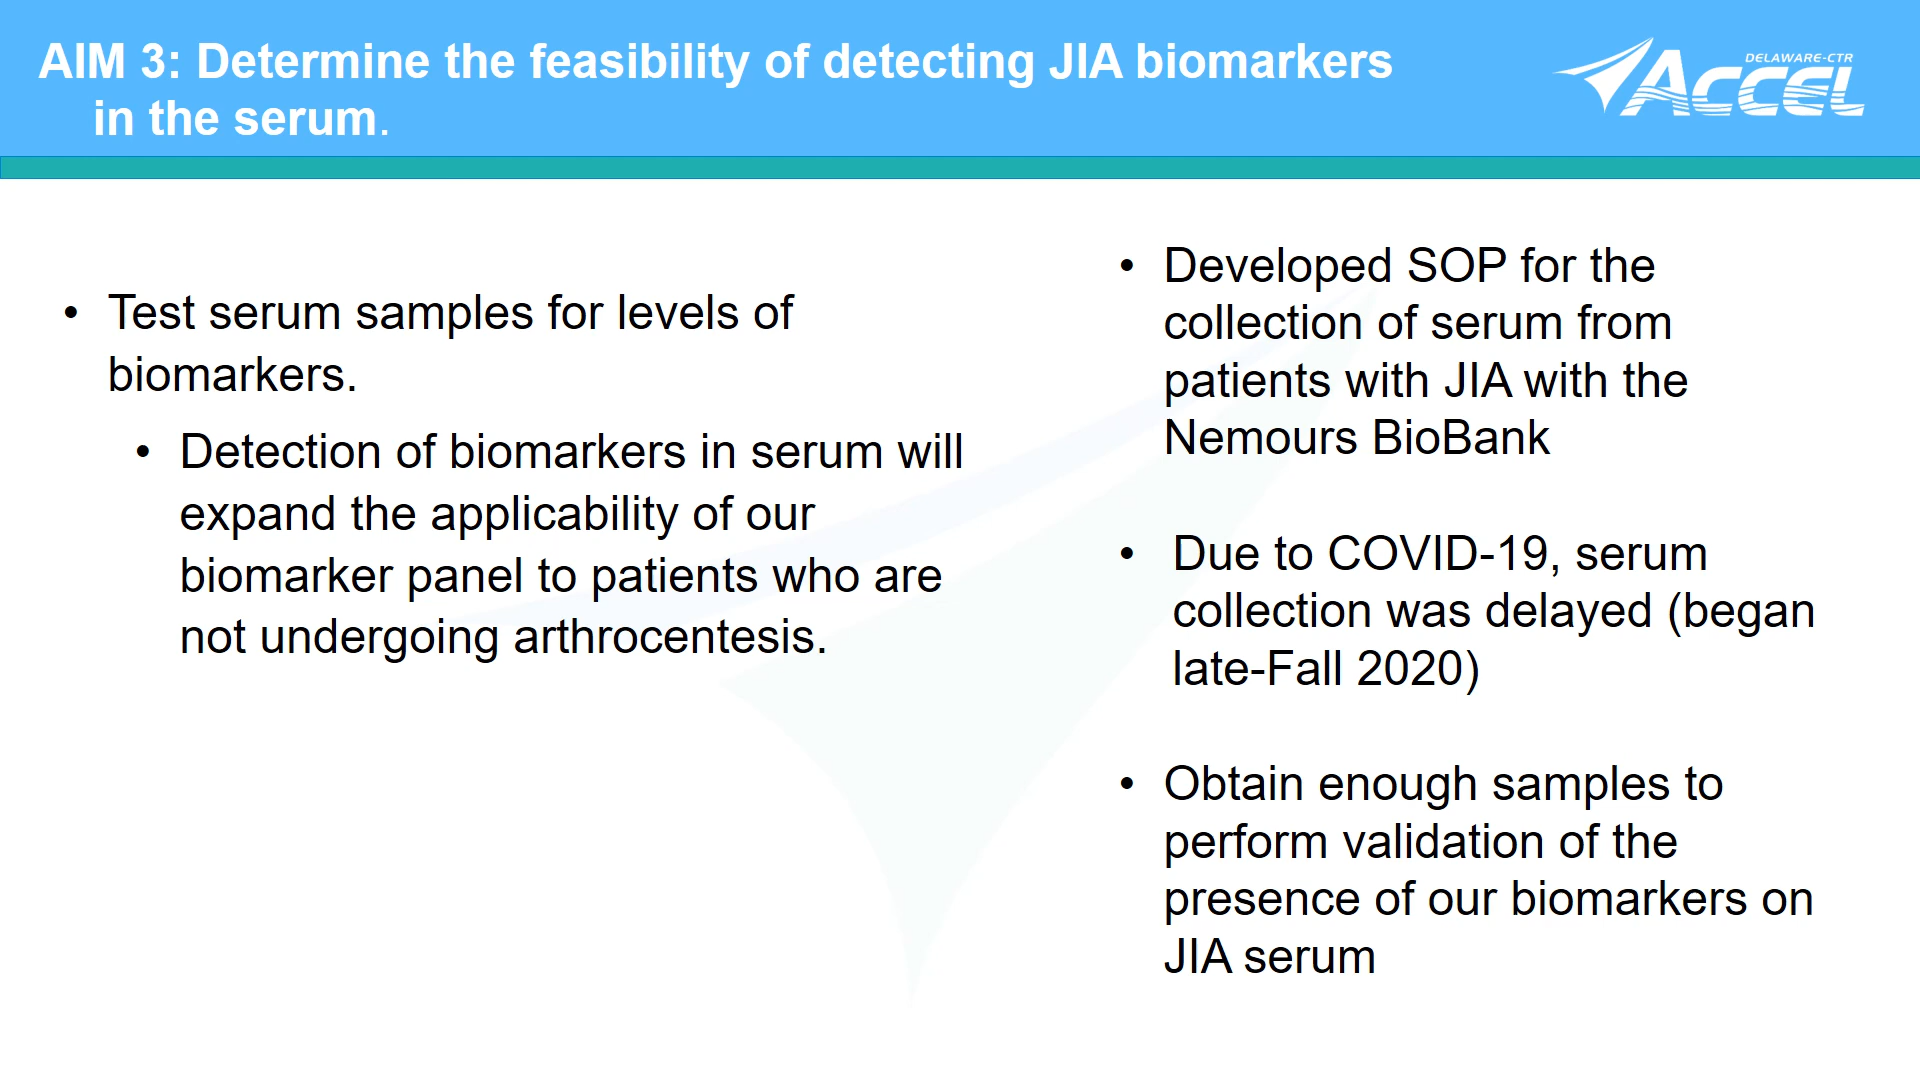 AIM 3: Determine the feasibility of detecting JIA biomarkers
in the serum.
DELAWARE-CTR
ACCEL
• Test serum samples for levels of
biomarkers.
• Detection of biomarkers in serum will
expand the applicability of our
biomarker panel to patients who are
not undergoing arthrocentesis.
• Developed SOP for the
collection of serum from
patients with JIA with the
Nemours BioBank
• Due to COVID-19, serum
collection was delayed (began
late-Fall 2020)
• Obtain enough samples to
perform validation of the
presence of our biomarkers on
JIA serum